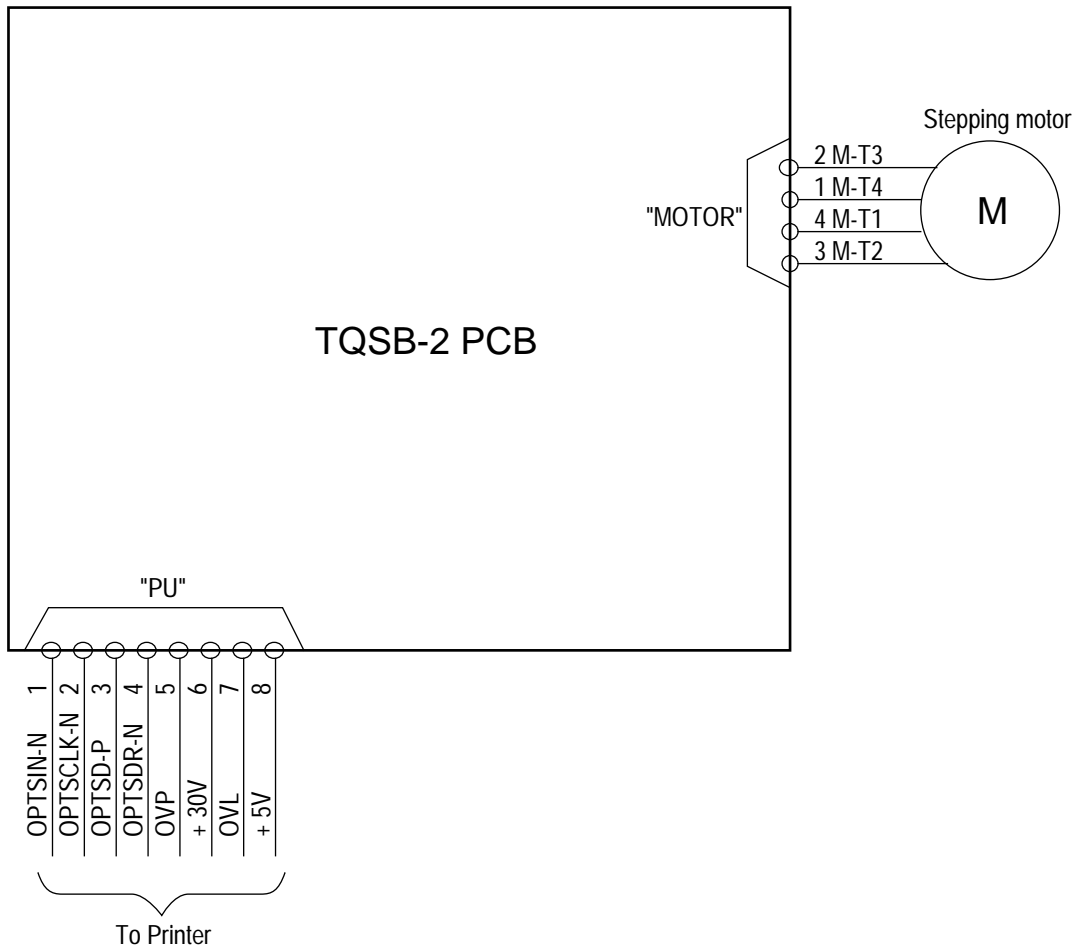 Stepping motor
2 M-T3
1 M-T4
4 M-T1
3 M-T2
M
"MOTOR"
TQSB-2 PCB
"PU"
1 OPTSIN-N
2 OPTSCLK-N
3 OPTSD-P
4 OPTSDR-N
5 OVP
6 + 30V
7 OVL
8 + 5V
To Printer